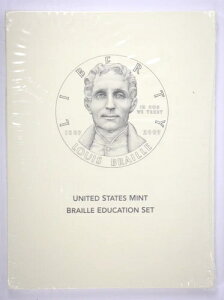 LIBERTY
IN GOD
WE TRUST
1809 2009
LOUIS BRAILLE
UNITED STATES MINT
BRAILLE EDUCATION SET